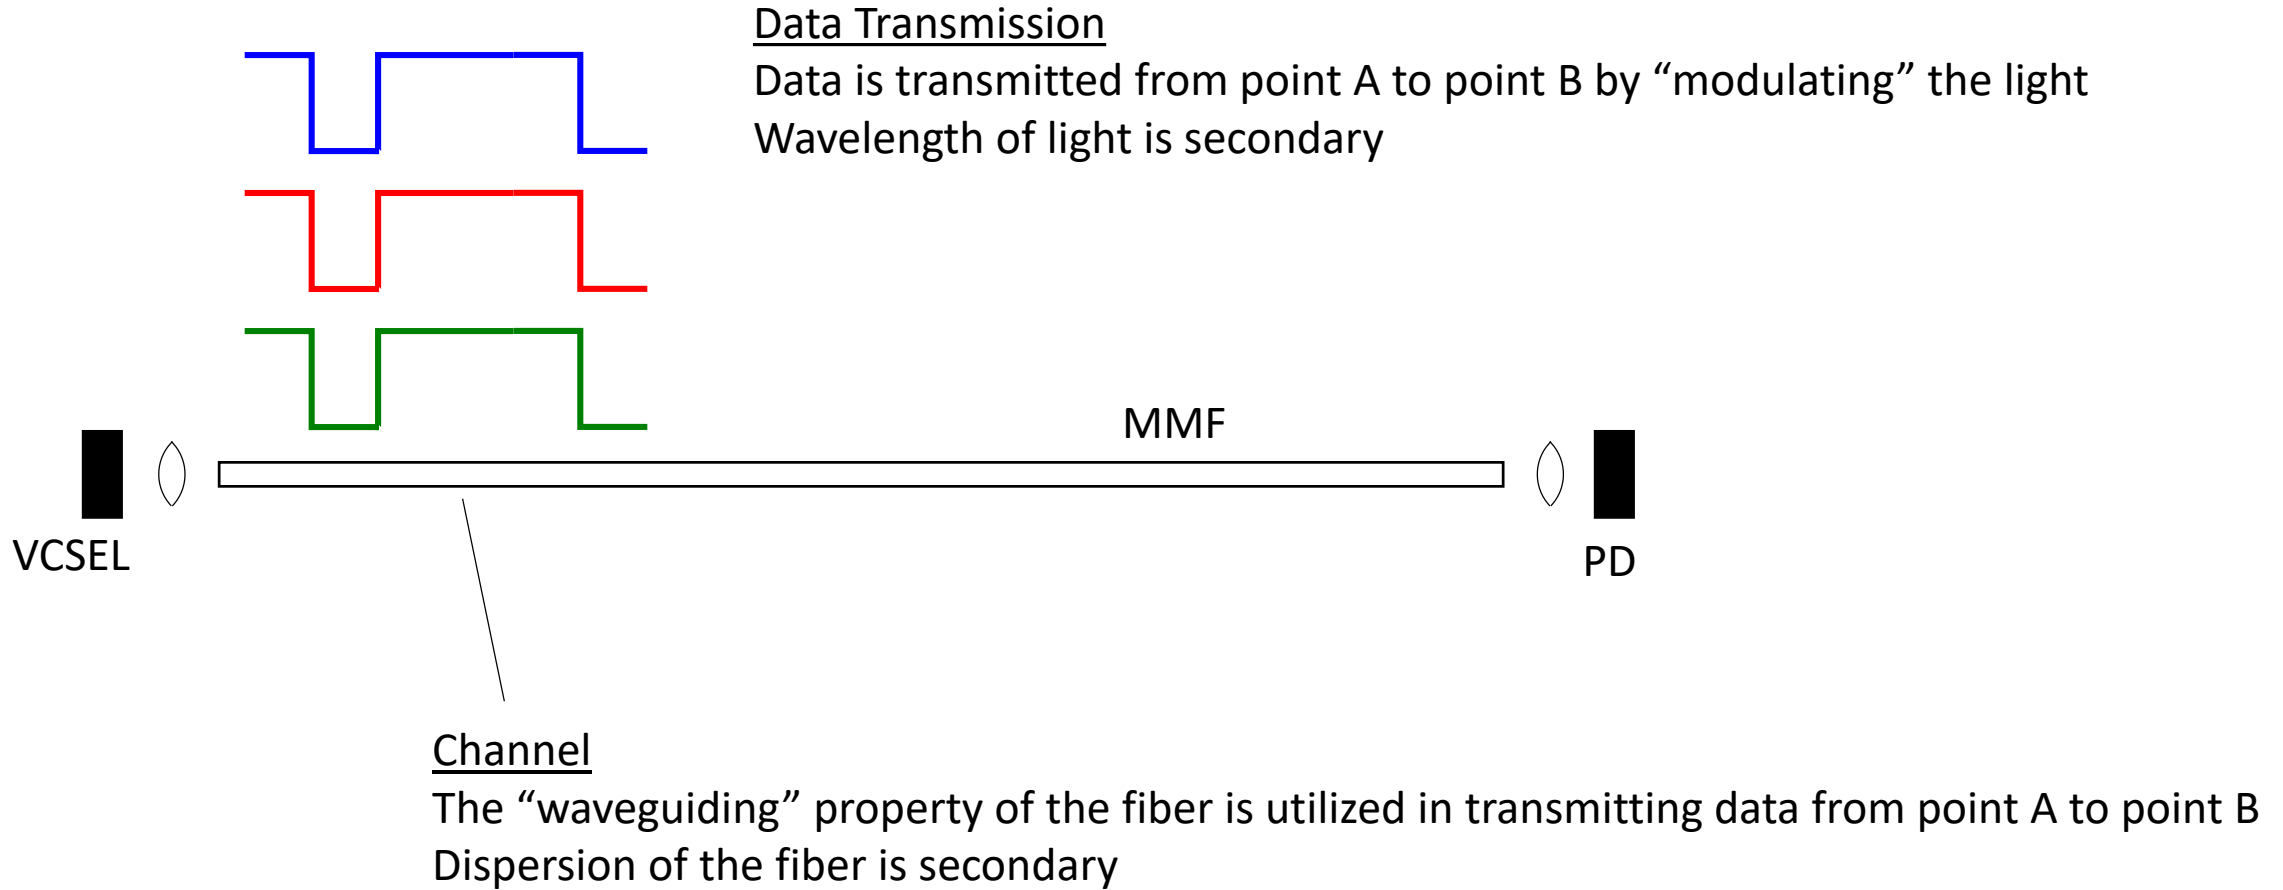 Data Transmission
Data is transmitted from point A to point B by “modulating” the light
Wavelength of light is secondary
MMF
VCSEL
PD
Channel
The “waveguiding” property of the fiber is utilized in transmitting data from point A to point B
Dispersion of the fiber is secondary